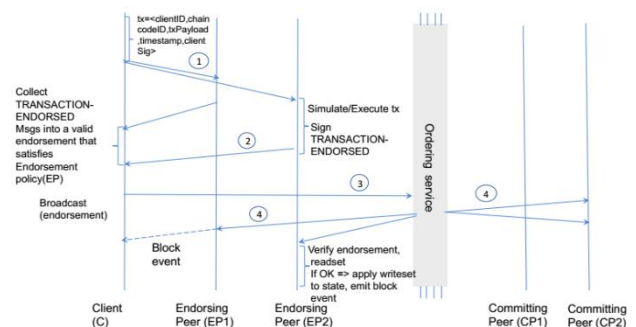 tx=<clientID,chain
codeID,txPayload
,timestamp,client
Sig>
1
Collect
TRANSACTION-
ENDORSED
Msgs into a valid
endorsement that
satisfies
Endorsement
policy(EP)
Simulate/Execute tx
Sign
TRANSACTION-
ENDORSED
2
3
Broadcast
(endorsement)
4
Ordering service
4
Block
event
Verify endorsement,
readset
If OK => apply writeset
to state, emit block
event
Client
(C)
Endorsing
Peer (EP1)
Endorsing
Peer (EP2)
Committing
Peer (CP1)
Committing
Peer (CP2)